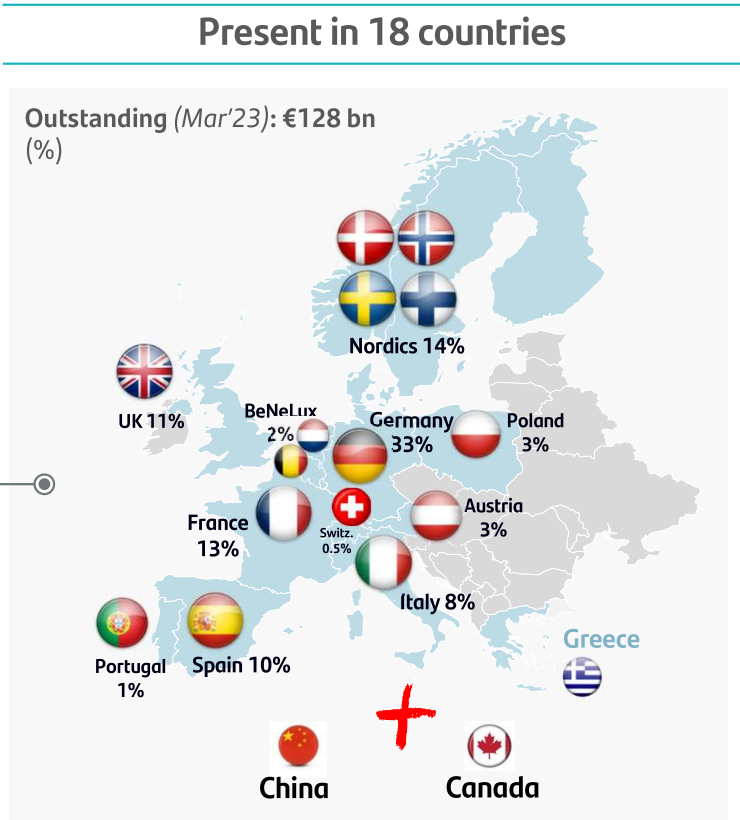 Present in 18 countries
Outstanding (Mar'23): €128 bn
(%)
Nordics 14%
UK 11%
BeNeLux
2%
Germany
33%
Poland
3%
France
13%
Switz.
0.5%
Austria
3%
Italy 8%
Portugal
1%
Spain 10%
Greece
China
Canada